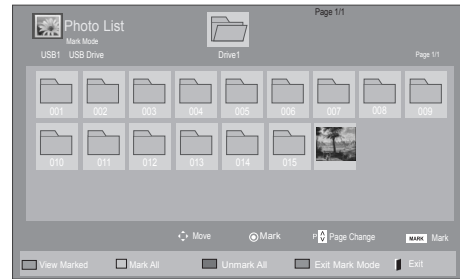 Page 1/1
Photo List
Mark Mode
USB1 USB Drive Drive1 Page 1/1
001 002 003 004 005 006 007 008 009
010 011 012 013 014 015
Move Mark P Page Change MARK Mark
View Marked Mark All Unmark All Exit Mark Mode Exit